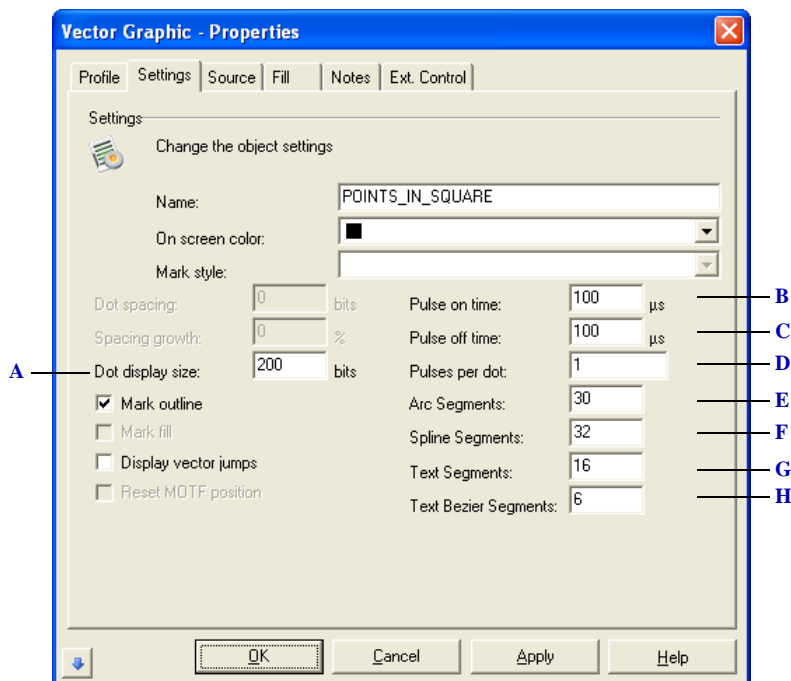 Vector Graphic - Properties
Profile Settings Source Fill Notes Ext. Control
Settings
Change the object settings
Name: POINTS_IN_SQUARE
On screen color:
Mark style:
Dot spacing: 0 bits Pulse on time: 100 µs B
Spacing growth: 0 % Pulse off time: 100 µs C
A Dot display size: 200 bits Pulses per dot: 1 D
Mark outline Arc Segments: 30 E
Mark fill Spline Segments: 32 F
Display vector jumps Text Segments: 16 G
Reset MOTF position Text Bezier Segments: 6 H
OK Cancel Apply Help